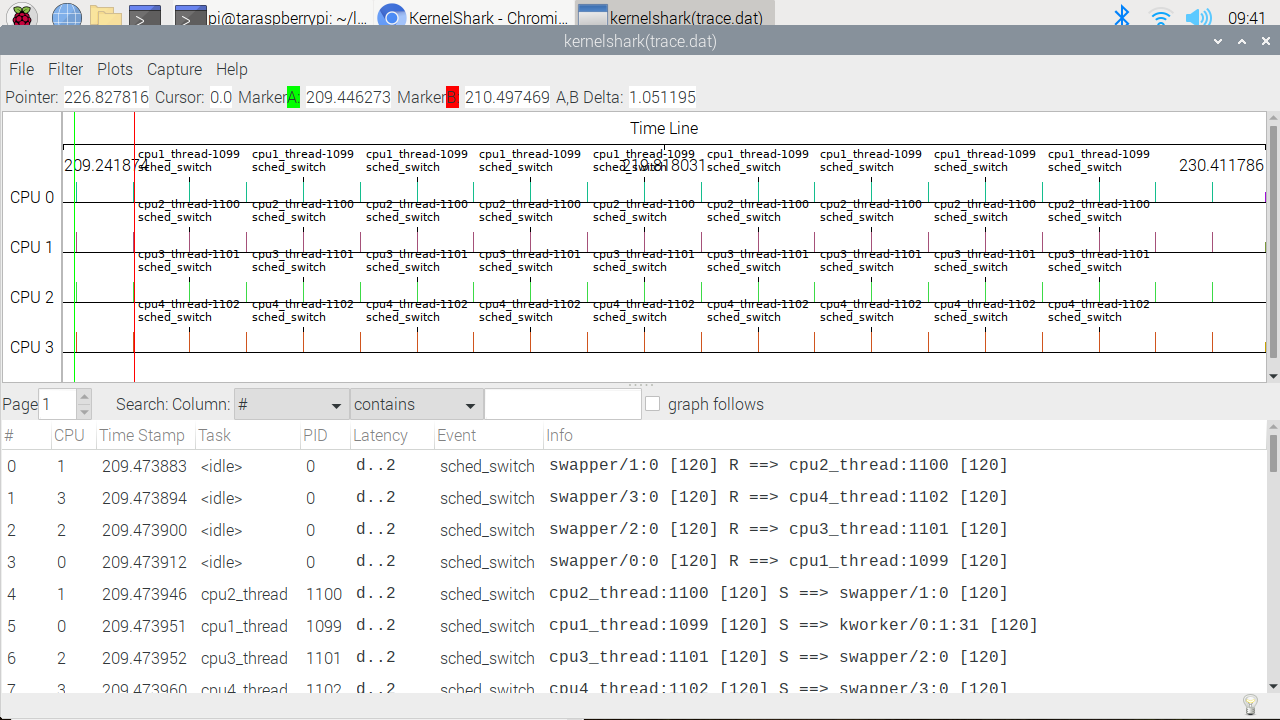 pi@taraspberrypi: ~/l... KernelShark - Chromi... kernelshark(trace.dat) 09:41
kernelshark(trace.dat)
File Filter Plots Capture Help
Pointer: 226.827816 Cursor: 0.0 MarkerA: 209.446273 MarkerB: 210.497469 A,B Delta: 1.051195
Time Line
209.241874 219.818031 230.411786
cpu1_thread-1099 cpu1_thread-1099 cpu1_thread-1099 cpu1_thread-1099 cpu1_thread-1099 cpu1_thread-1099 cpu1_thread-1099 cpu1_thread-1099 cpu1_thread-1099
sched_switch sched_switch sched_switch sched_switch sched_switch sched_switch sched_switch sched_switch sched_switch
CPU 0
cpu2_thread-1100 cpu2_thread-1100 cpu2_thread-1100 cpu2_thread-1100 cpu2_thread-1100 cpu2_thread-1100 cpu2_thread-1100 cpu2_thread-1100 cpu2_thread-1100
sched_switch sched_switch sched_switch sched_switch sched_switch sched_switch sched_switch sched_switch sched_switch
CPU 1
cpu3_thread-1101 cpu3_thread-1101 cpu3_thread-1101 cpu3_thread-1101 cpu3_thread-1101 cpu3_thread-1101 cpu3_thread-1101 cpu3_thread-1101 cpu3_thread-1101
sched_switch sched_switch sched_switch sched_switch sched_switch sched_switch sched_switch sched_switch sched_switch
CPU 2
cpu4_thread-1102 cpu4_thread-1102 cpu4_thread-1102 cpu4_thread-1102 cpu4_thread-1102 cpu4_thread-1102 cpu4_thread-1102 cpu4_thread-1102 cpu4_thread-1102
sched_switch sched_switch sched_switch sched_switch sched_switch sched_switch sched_switch sched_switch sched_switch
CPU 3
Page 1 Search: Column: # contains graph follows
# CPU Time Stamp Task PID Latency Event Info
0 1 209.473883 <idle> 0 d..2 sched_switch swapper/1:0 [120] R ==> cpu2_thread:1100 [120]
1 3 209.473894 <idle> 0 d..2 sched_switch swapper/3:0 [120] R ==> cpu4_thread:1102 [120]
2 2 209.473900 <idle> 0 d..2 sched_switch swapper/2:0 [120] R ==> cpu3_thread:1101 [120]
3 0 209.473912 <idle> 0 d..2 sched_switch swapper/0:0 [120] R ==> cpu1_thread:1099 [120]
4 1 209.473946 cpu2_thread 1100 d..2 sched_switch cpu2_thread:1100 [120] S ==> swapper/1:0 [120]
5 0 209.473951 cpu1_thread 1099 d..2 sched_switch cpu1_thread:1099 [120] S ==> kworker/0:1:31 [120]
6 2 209.473952 cpu3_thread 1101 d..2 sched_switch cpu3_thread:1101 [120] S ==> swapper/2:0 [120]
7 3 209.473960 cpu4_thread 1102 d..2 sched_switch cpu4_thread:1102 [120] S ==> swapper/3:0 [120]